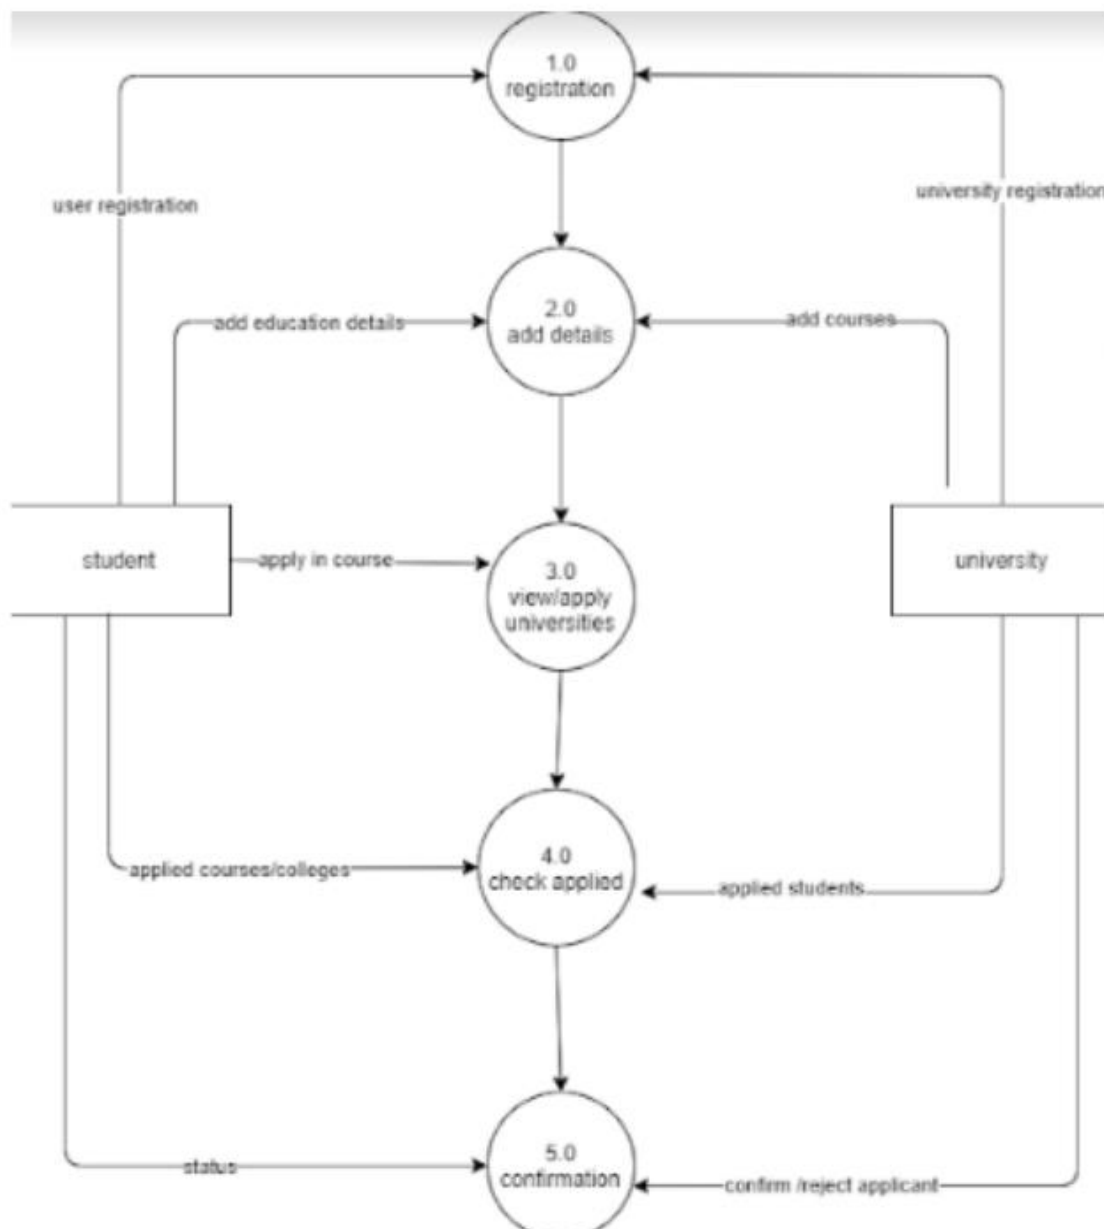 1.0
registration
user registration
university registration
2.0
add details
add education details
add courses
student
apply in course
3.0
view/apply
universities
university
4.0
check applied
applied courses/colleges
applied students
5.0
confirmation
status
confirm /reject applicant